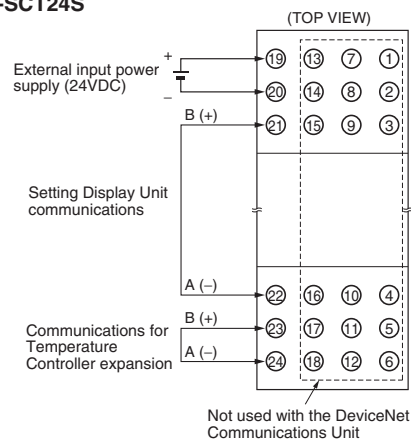 -SCT24S
(TOP VIEW)
+
External input power
supply (24VDC)
–
19 13 7 1
20 14 8 2
B (+)
21 15 9 3
Setting Display Unit
communications
A (–)
22 16 10 4
B (+)
23 17 11 5
Communications for
Temperature
Controller expansion
A (–)
24 18 12 6
Not used with the DeviceNet
Communications Unit